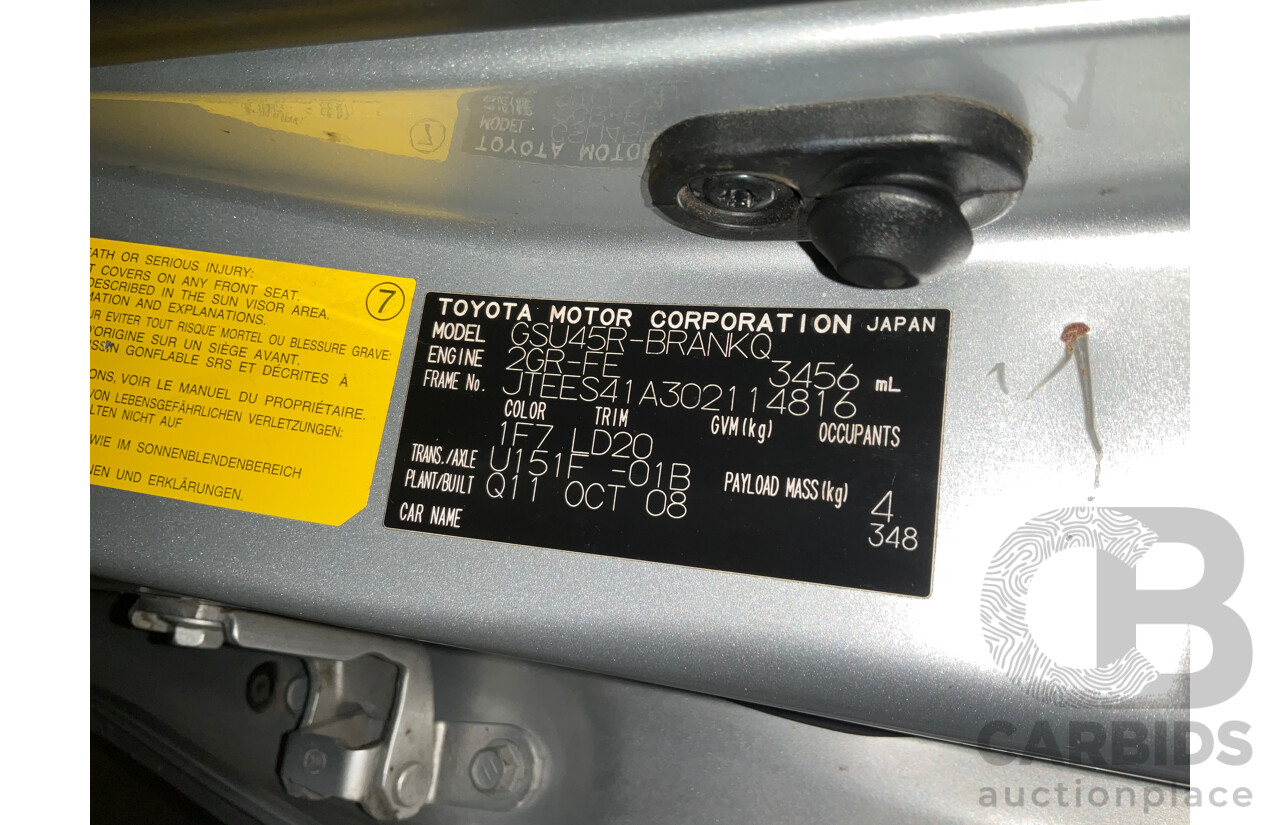 EATH OR SERIOUS INJURY:
T COVERS ON ANY FRONT SEAT.
DESCRIBED IN THE SUN VISOR AREA.
MATION AND EXPLANATIONS.
7
UR EVITER TOUT RISQUE MORTEL OU BLESSURE GRAVE:
D'ORIGINE SUR UN SIÈGE AVANT.
GONFLABLE SRS ET DÉCRITES À
ONS, VOIR LE MANUEL DU PROPRIÉTAIRE.
VON LEBENSGEFÄHRLICHEN VERLETZUNGEN:
LTEN NICHT AUF
WIE IM SONNENBLENDENBEREICH
NEN UND ERKLÄRUNGEN.
TOYOTA MOTOR CORPORATION JAPAN
MODEL GSU45R-BRANKQ
ENGINE 2GR-FE 3456 mL
FRAME No. JTEES41A302114816
COLOR TRIM GVM(kg) OCCUPANTS
1F7 LD20
TRANS./AXLE U151F -01B PAYLOAD MASS(kg) 4
PLANT/BUILT Q11 OCT 08 348
CAR NAME
CB
CARBIDS
auctionplace